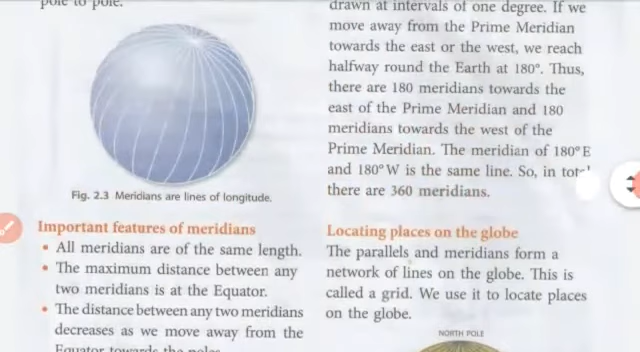 pole to pole.
Fig. 2.3 Meridians are lines of longitude.
Important features of meridians
• All meridians are of the same length.
• The maximum distance between any
two meridians is at the Equator.
• The distance between any two meridians
decreases as we move away from the
Equator towards the poles
drawn at intervals of one degree. If we
move away from the Prime Meridian
towards the east or the west, we reach
halfway round the Earth at 180°. Thus,
there are 180 meridians towards the
east of the Prime Meridian and 180
meridians towards the west of the
Prime Meridian. The meridian of 180°E
and 180°W is the same line. So, in total
there are 360 meridians.
Locating places on the globe
The parallels and meridians form a
network of lines on the globe. This is
called a grid. We use it to locate places
on the globe.
NORTH POLE